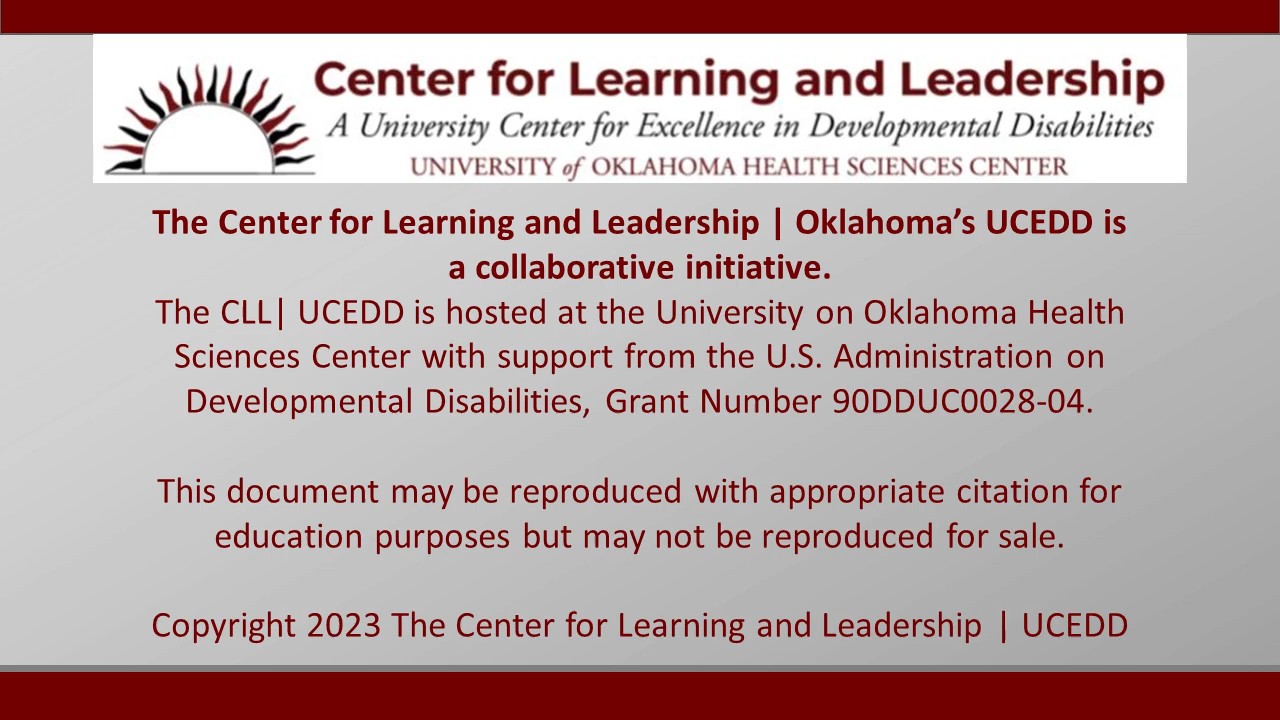 Center for Learning and Leadership
A University Center for Excellence in Developmental Disabilities
UNIVERSITY of OKLAHOMA HEALTH SCIENCES CENTER
The Center for Learning and Leadership | Oklahoma’s UCEDD is
a collaborative initiative.
The CLL| UCEDD is hosted at the University on Oklahoma Health
Sciences Center with support from the U.S. Administration on
Developmental Disabilities, Grant Number 90DDUC0028-04.
This document may be reproduced with appropriate citation for
education purposes but may not be reproduced for sale.
Copyright 2023 The Center for Learning and Leadership | UCEDD